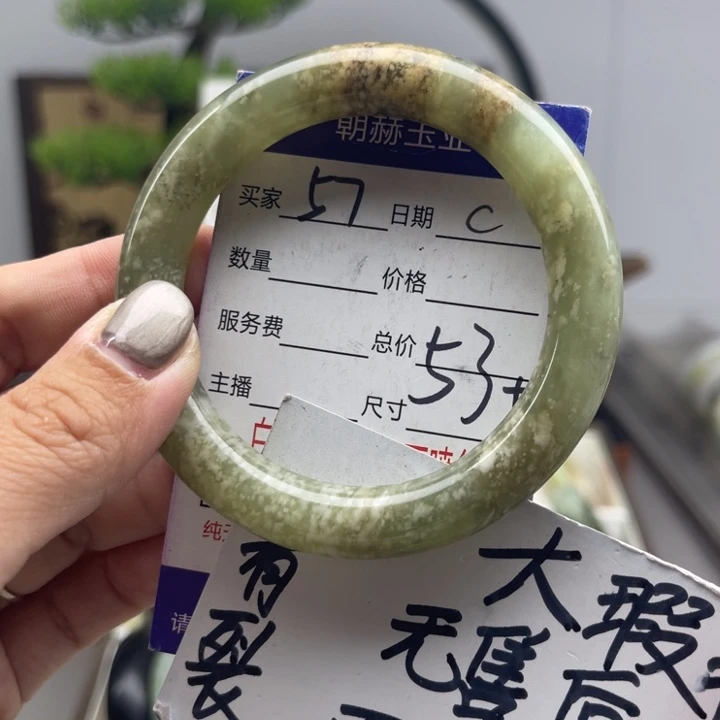 朝赫玉业
买家 57 日期 C
数量 价格
服务费 总价
主播 尺寸 53+
有裂
大瑕
无售后